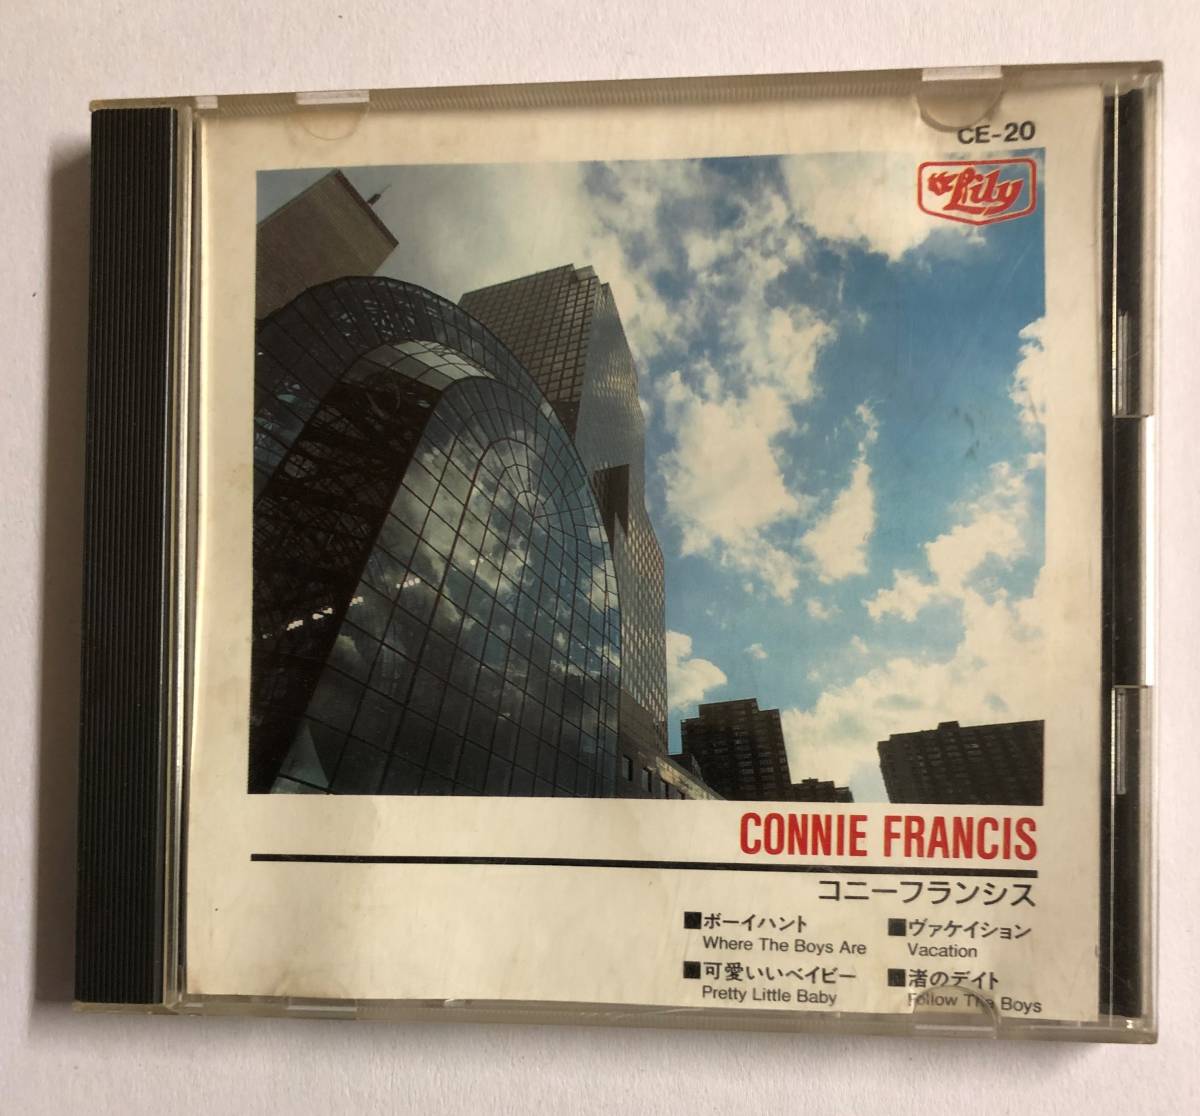 CE-20
Lily
CONNIE FRANCIS
コニーフランシス
■ボーイハント
Where The Boys Are
■ヴァケイション
Vacation
■可愛いいベイビー
Pretty Little Baby
■渚のデイト
Follow The Boys